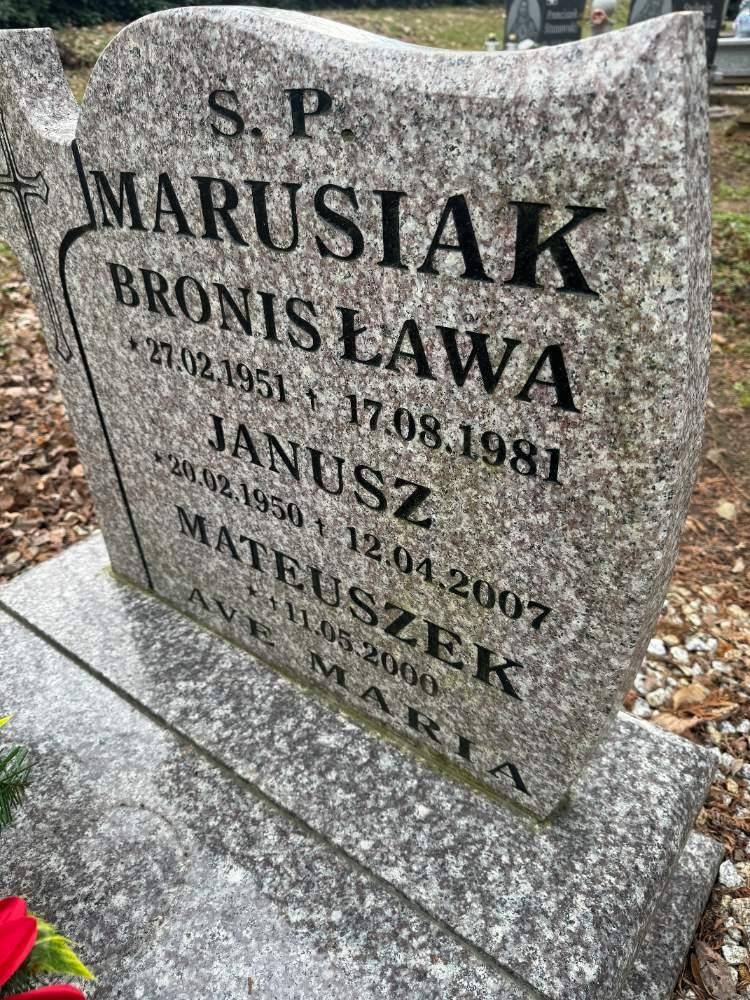 Ś. P.
MARUSIAK
BRONISŁAWA
* 27.02.1951 † 17.08.1981
JANUSZ
* 20.02.1950 † 12.04.2007
MATEUSZEK
* † 11.05.2000
AVE MARIA